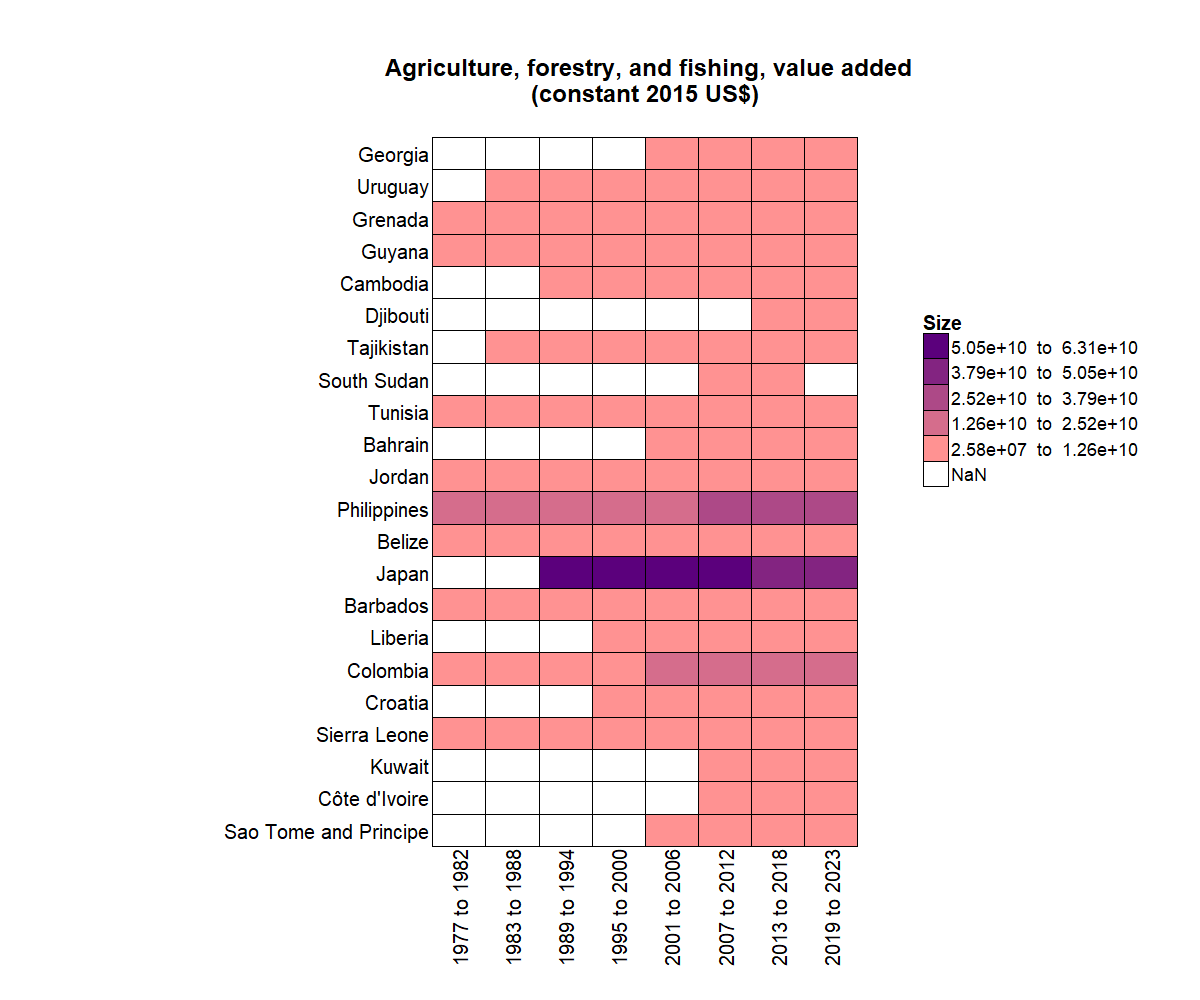 Agriculture, forestry, and fishing, value added
(constant 2015 US$)
Georgia
Uruguay
Grenada
Guyana
Cambodia
Djibouti
Tajikistan
South Sudan
Tunisia
Bahrain
Jordan
Philippines
Belize
Japan
Barbados
Liberia
Colombia
Croatia
Sierra Leone
Kuwait
Côte d'Ivoire
Sao Tome and Principe
1977 to 1982
1983 to 1988
1989 to 1994
1995 to 2000
2001 to 2006
2007 to 2012
2013 to 2018
2019 to 2023
Size
5.05e+10 to 6.31e+10
3.79e+10 to 5.05e+10
2.52e+10 to 3.79e+10
1.26e+10 to 2.52e+10
2.58e+07 to 1.26e+10
NaN